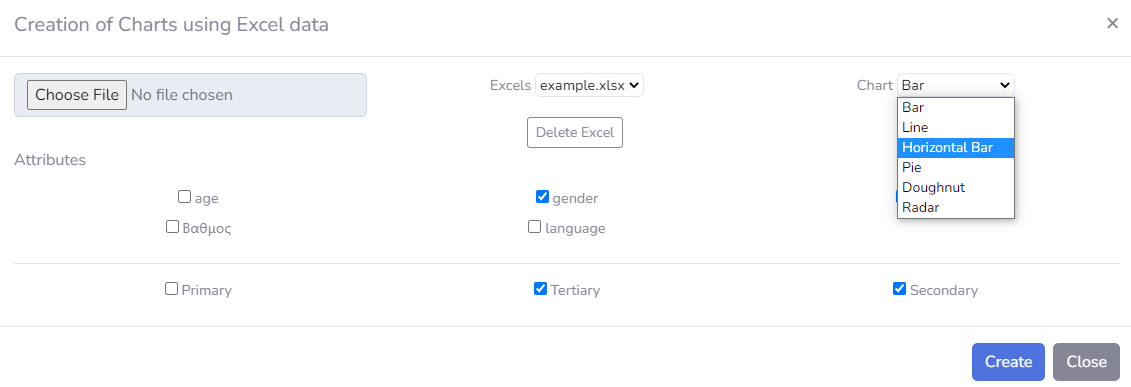 Creation of Charts using Excel data
×
Choose File No file chosen
Excels example.xlsx
Chart Bar
Bar
Line
Horizontal Bar
Pie
Doughnut
Radar
Delete Excel
Attributes
age
gender
βαθμος
language
Primary
Tertiary
Secondary
Create
Close